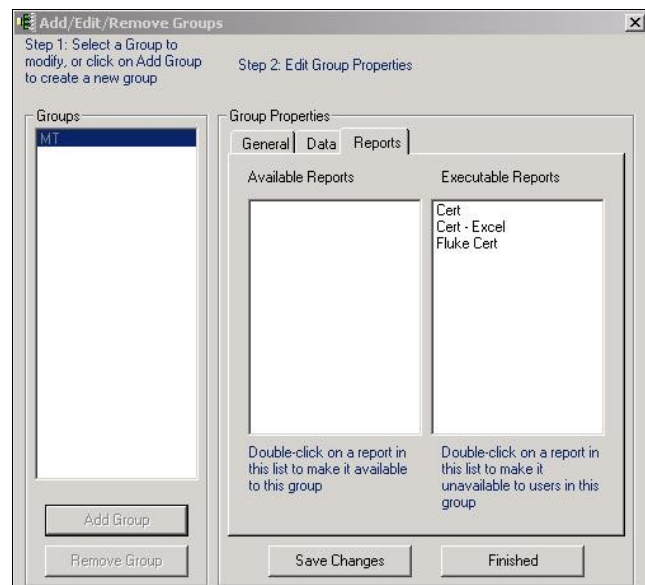 Add/Edit/Remove Groups
Step 1: Select a Group to
modify, or click on Add Group
to create a new group
Step 2: Edit Group Properties
Groups
MT
Add Group
Remove Group
Group Properties
General
Data
Reports
Available Reports
Executable Reports
Cert
Cert - Excel
Fluke Cert
Double-click on a report in
this list to make it available
to this group
Double-click on a report in
this list to make it
unavailable to users in this
group
Save Changes
Finished